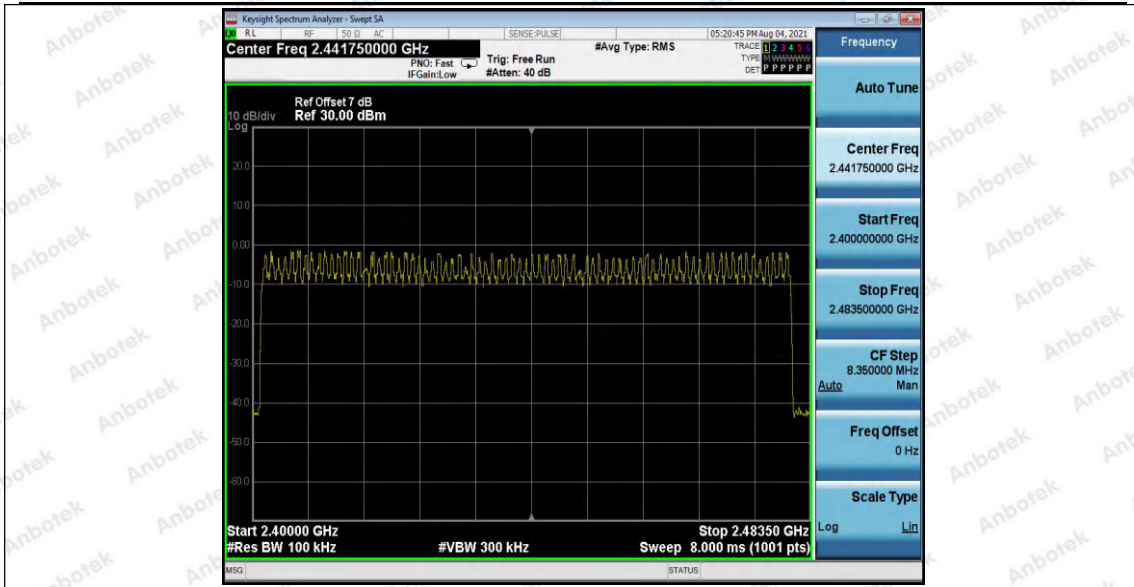 Keysight Spectrum Analyzer - Swept SA
RL RF 50 Ω AC SENSE:PULSE 05:20:45 PM Aug 04, 2021
Center Freq 2.441750000 GHz
PNO: Fast
IFGain:Low
Trig: Free Run
#Atten: 40 dB
#Avg Type: RMS
TRACE 1 2 3 4 5 6
TYPE M WWWWW
DET P P P P P P
Ref Offset 7 dB
10 dB/div Ref 30.00 dBm
Log
20.0
10.0
0.00
-10.0
-20.0
-30.0
-40.0
-50.0
-60.0
Start 2.40000 GHz Stop 2.48350 GHz
#Res BW 100 kHz #VBW 300 kHz Sweep 8.000 ms (1001 pts)
MSG STATUS
Frequency
Auto Tune
Center Freq
2.441750000 GHz
Start Freq
2.400000000 GHz
Stop Freq
2.483500000 GHz
CF Step
8.350000 MHz
Auto Man
Freq Offset
0 Hz
Scale Type
Log Lin
Anbotek